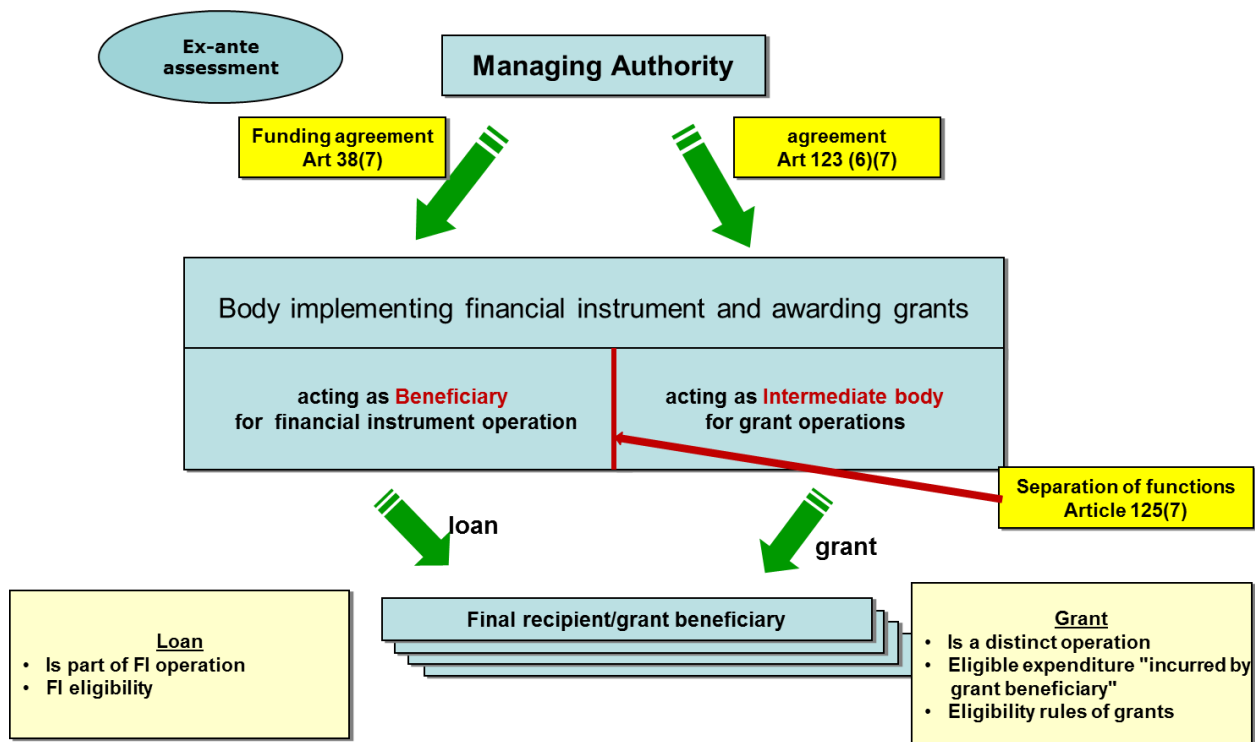 Ex-ante
assessment
Managing Authority
Funding agreement
Art 38(7)
agreement
Art 123 (6)(7)
Body implementing financial instrument and awarding grants
acting as Beneficiary
for financial instrument operation
acting as Intermediate body
for grant operations
Separation of functions
Article 125(7)
loan
grant
Loan
• Is part of FI operation
• FI eligibility
Final recipient/grant beneficiary
Grant
• Is a distinct operation
• Eligible expenditure "incurred by
grant beneficiary"
• Eligibility rules of grants